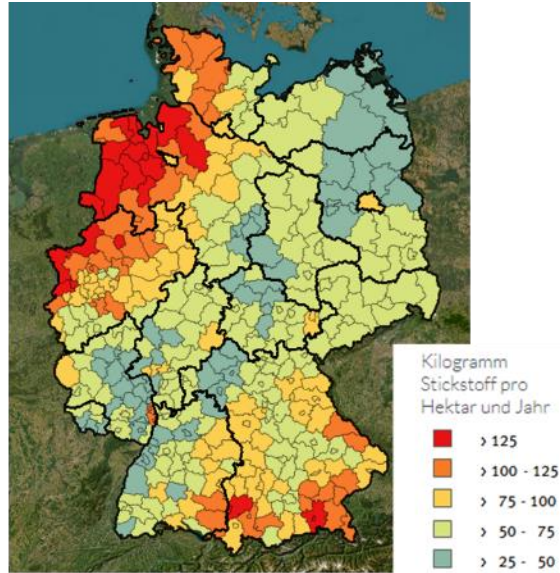 Kilogramm
Stickstoff pro
Hektar und Jahr
> 125
> 100 - 125
> 75 - 100
> 50 - 75
> 25 - 50